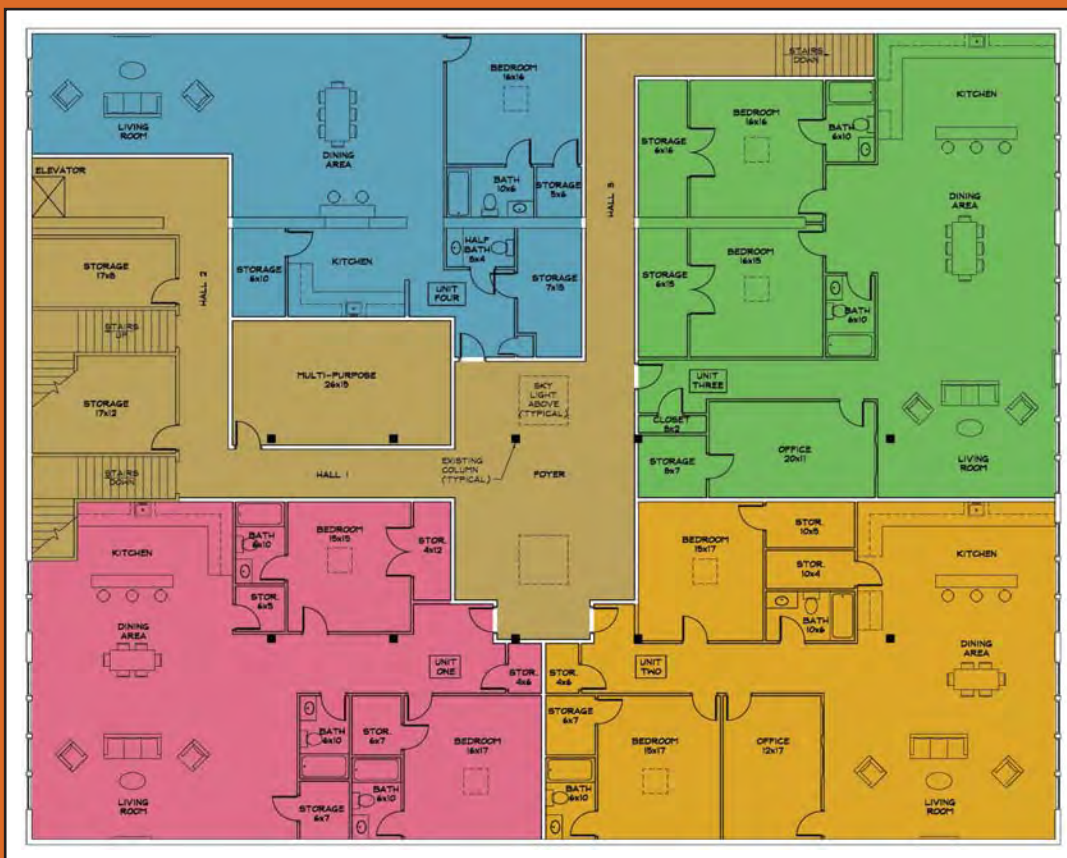 LIVING
ROOM
DINING
AREA
BEDROOM
16x16
BATH
10x6
STORAGE
5x6
HALF
BATH
5x4
STORAGE
7x15
STORAGE
6x10
KITCHEN
UNIT
FOUR
ELEVATOR
STORAGE
17x8
HALL 2
STAIRS
UP
STORAGE
17x12
STAIRS
DOWN
MULTI-PURPOSE
26x15
HALL 1
EXISTING
COLUMN
(TYPICAL)
SKY
LIGHT
ABOVE
(TYPICAL)
FOYER
HALL 3
STAIRS
DOWN
STORAGE
6x16
BEDROOM
16x16
BATH
6x10
KITCHEN
DINING
AREA
STORAGE
6x15
BEDROOM
16x15
BATH
6x10
UNIT
THREE
CLOSET
8x2
STORAGE
8x7
OFFICE
20x11
LIVING
ROOM
KITCHEN
BATH
6x10
BEDROOM
15x15
STOR.
4x12
STOR.
6x5
DINING
AREA
UNIT
ONE
STOR.
4x6
BATH
6x10
STOR.
6x7
BEDROOM
16x17
BATH
6x10
STORAGE
6x7
LIVING
ROOM
BEDROOM
15x17
STOR.
10x5
STOR.
10x4
BATH
10x6
KITCHEN
DINING
AREA
STOR.
4x6
UNIT
TWO
STORAGE
6x7
BEDROOM
15x17
OFFICE
12x17
BATH
6x10
LIVING
ROOM